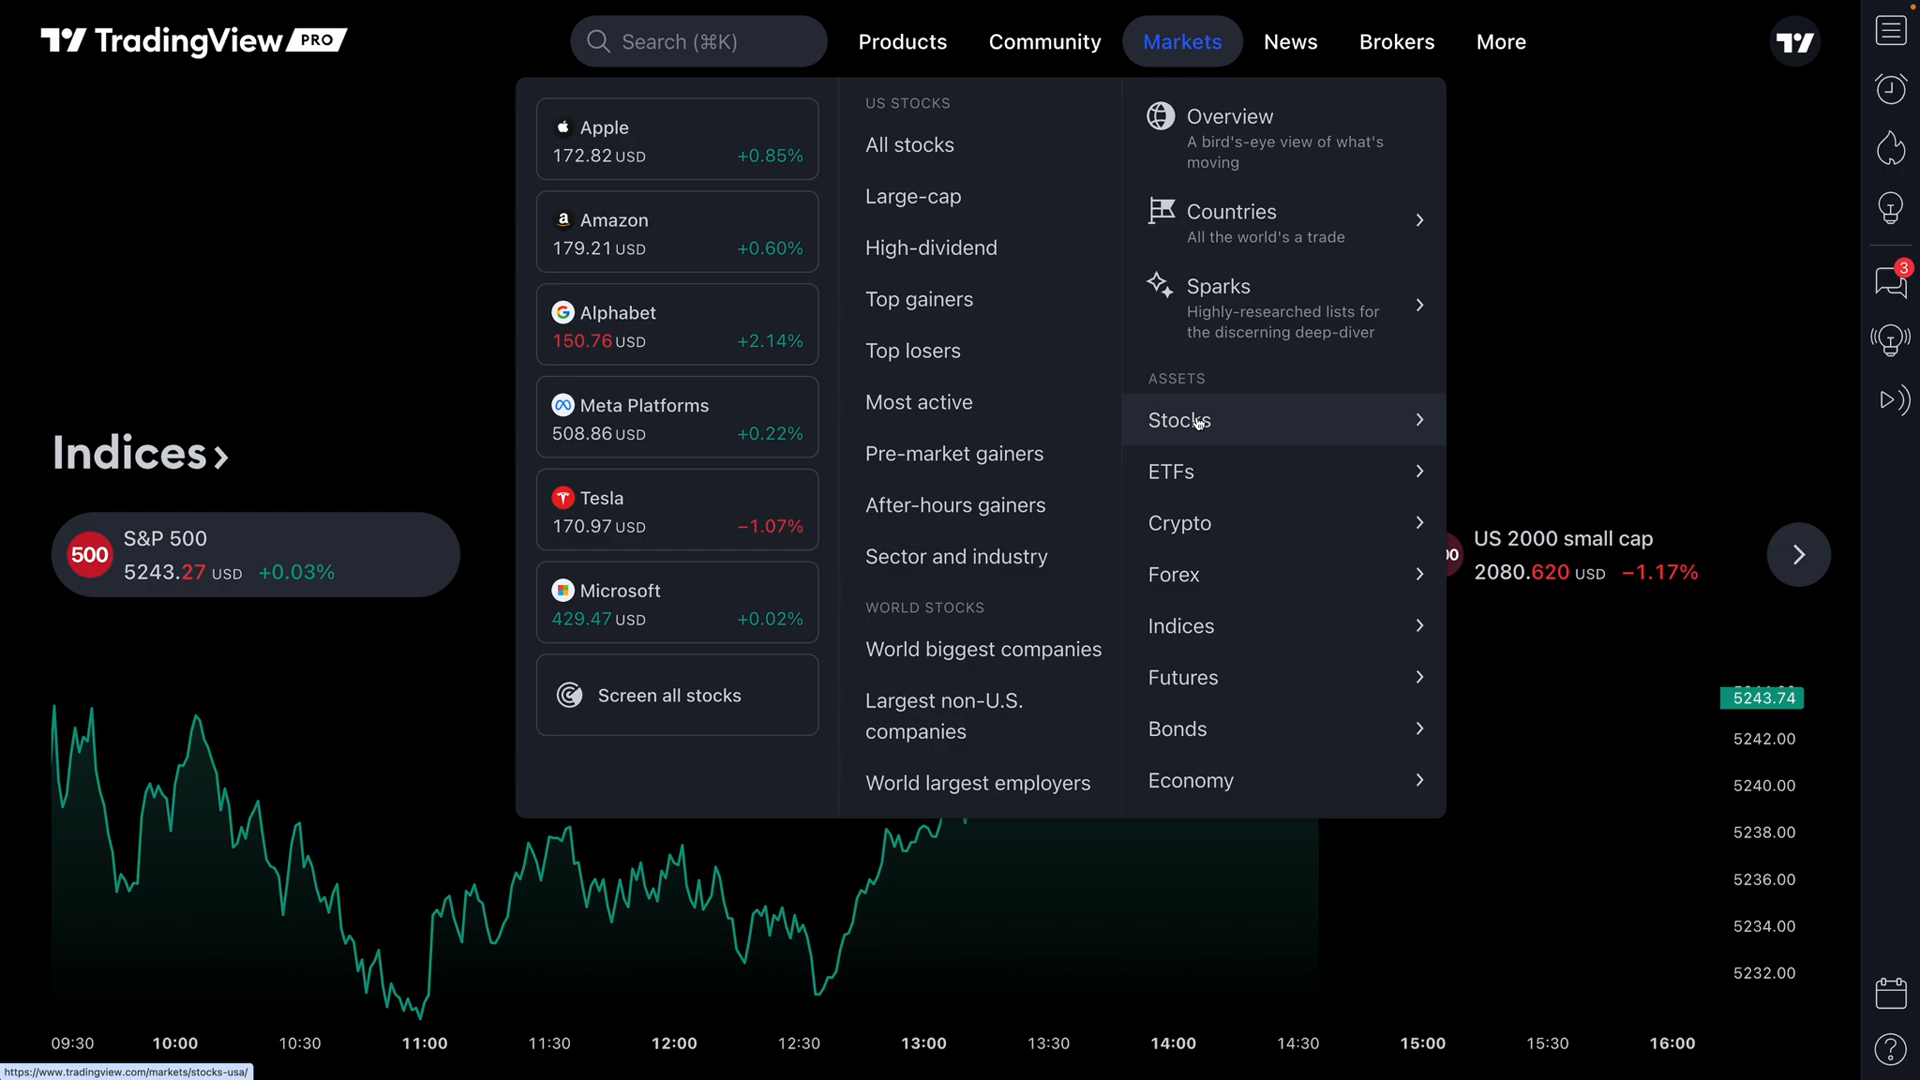 TradingView PRO
Search (⌘K)
Products
Community
Markets
News
Brokers
More
Apple
172.82 USD +0.85%
Amazon
179.21 USD +0.60%
Alphabet
150.76 USD +2.14%
Meta Platforms
508.86 USD +0.22%
Tesla
170.97 USD −1.07%
Microsoft
429.47 USD +0.02%
Screen all stocks
US STOCKS
All stocks
Large-cap
High-dividend
Top gainers
Top losers
Most active
Pre-market gainers
After-hours gainers
Sector and industry
WORLD STOCKS
World biggest companies
Largest non-U.S.
companies
World largest employers
Overview
A bird's-eye view of what's
moving
Countries
All the world's a trade
Sparks
Highly-researched lists for
the discerning deep-diver
ASSETS
Stocks
ETFs
Crypto
Forex
Indices
Futures
Bonds
Economy
3
Indices
500
S&P 500
5243.27 USD +0.03%
00
US 2000 small cap
2080.620 USD −1.17%
5243.74
5242.00
5240.00
5238.00
5236.00
5234.00
5232.00
09:30 10:00 10:30 11:00 11:30 12:00 12:30 13:00 13:30 14:00 14:30 15:00 15:30 16:00
https://www.tradingview.com/markets/stocks-usa/